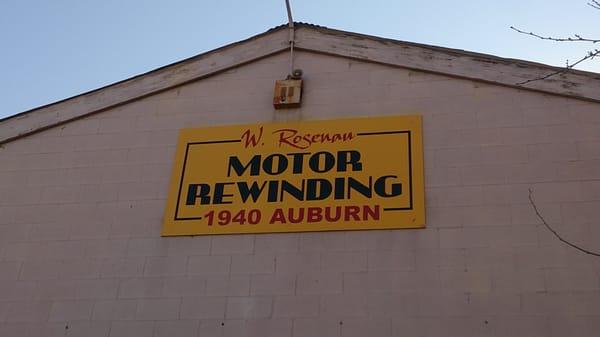 W. Rosenau
MOTOR
REWINDING
1940 AUBURN